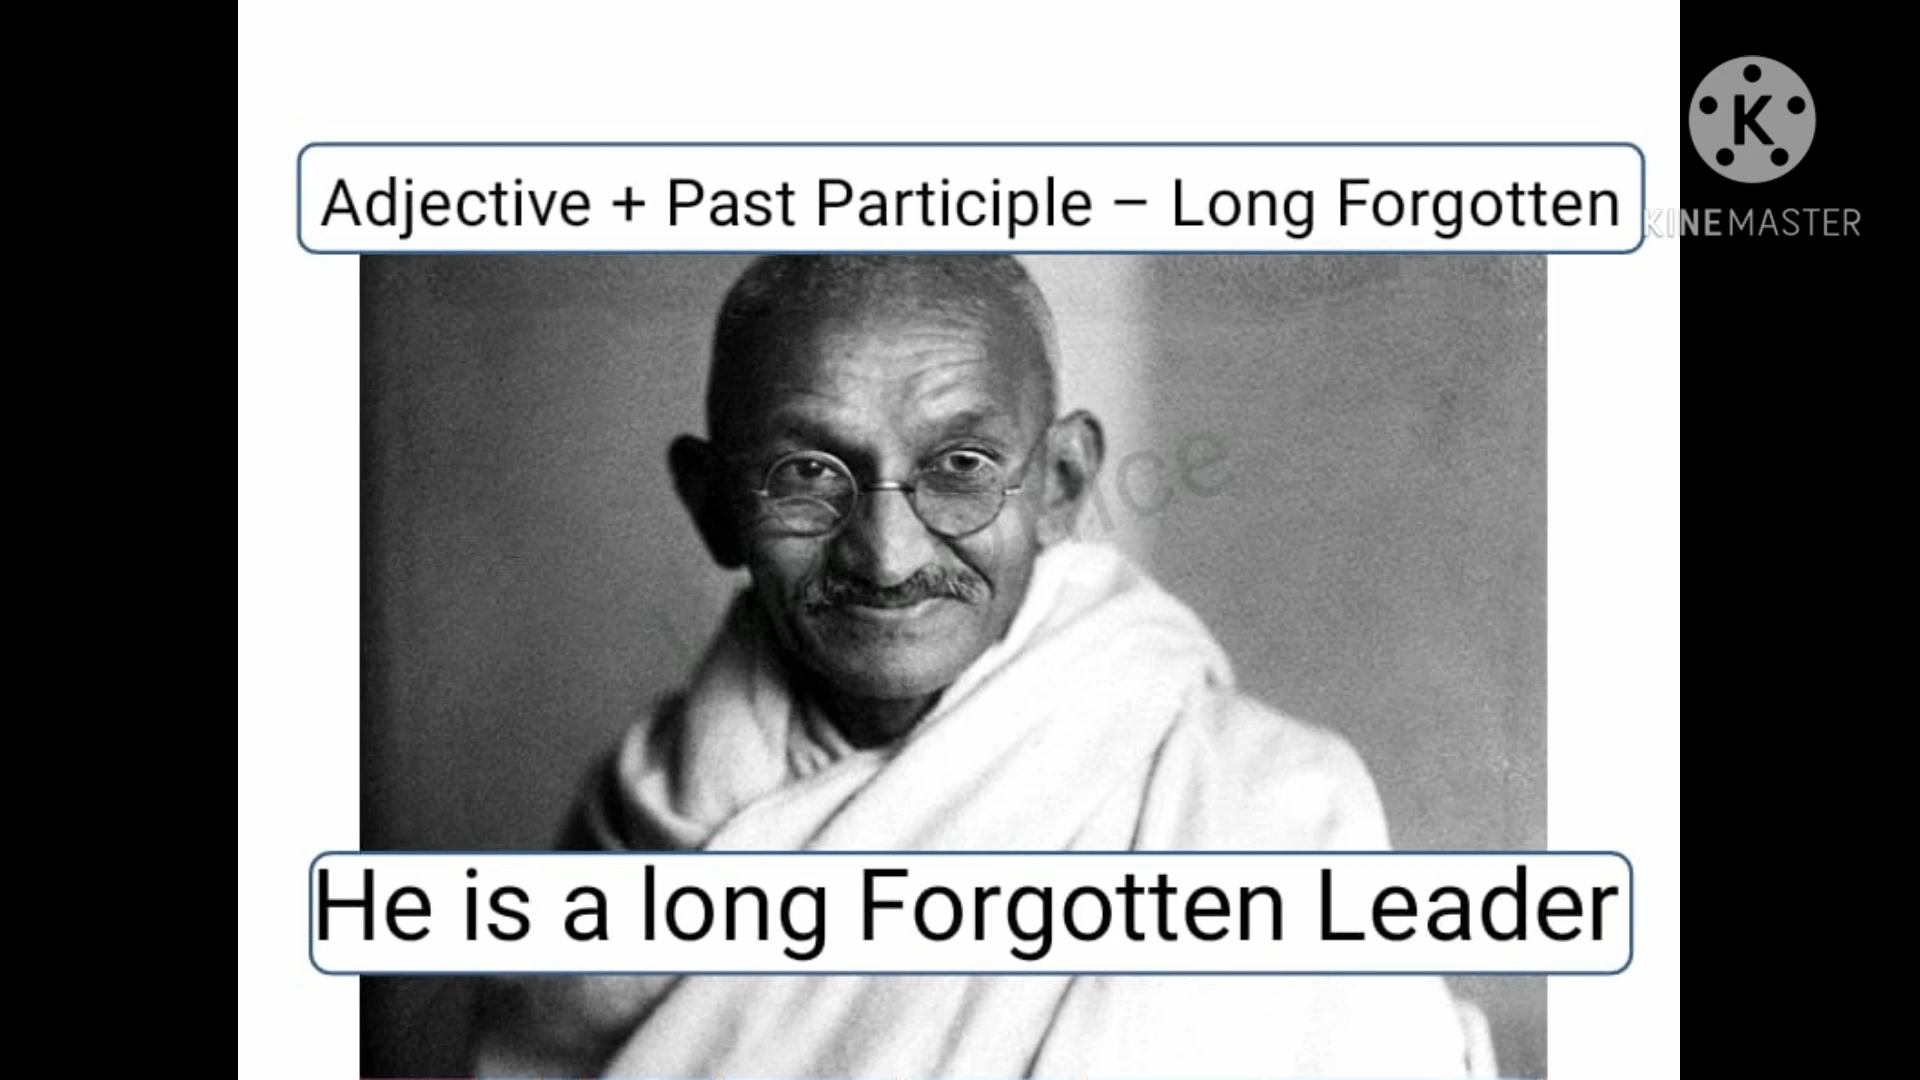 Adjective + Past Participle – Long Forgotten
KINEMASTER
He is a long Forgotten Leader